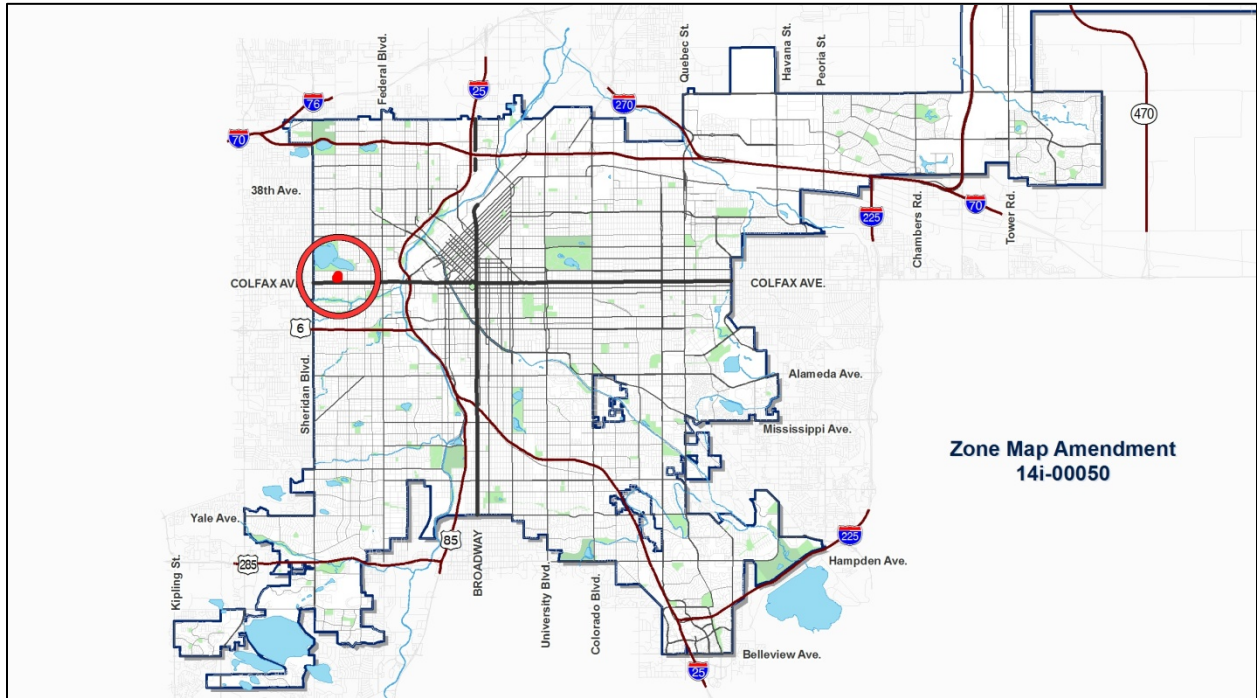 Federal Blvd.
Quebec St.
Havana St.
Peoria St.
76
25
270
70
470
38th Ave.
225
Chambers Rd.
70
Tower Rd.
COLFAX AV
COLFAX AVE.
6
Sheridan Blvd.
Alameda Ave.
Mississippi Ave.
Zone Map Amendment
14i-00050
Yale Ave.
85
BROADWAY
225
Hampden Ave.
285
Kipling St.
University Blvd.
Colorado Blvd.
Belleview Ave.
25